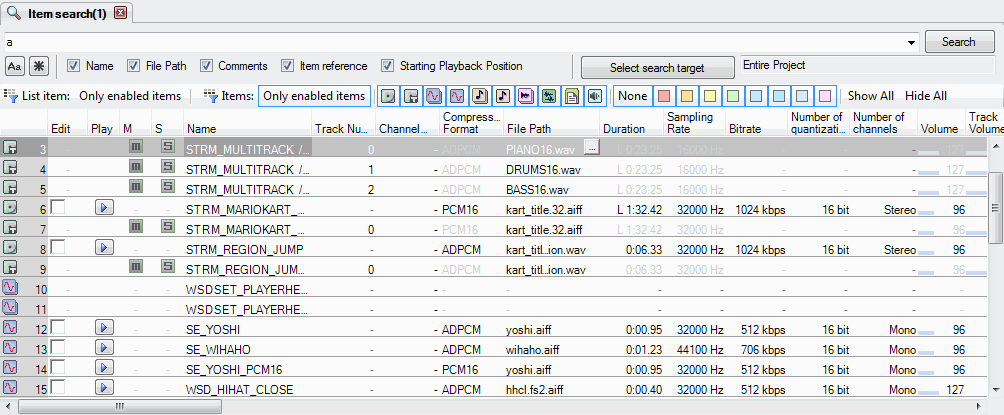 Item search(1)
a
Search
Aa Name File Path Comments Item reference Starting Playback Position Select search target Entire Project
List item: Only enabled items Items: Only enabled items None Show All Hide All
Edit Play M S Name Track Nu... Channel... Compress... Format File Path Duration Sampling Rate Bitrate Number of quantizati... Number of channels Volume Track Volume
3 - m S STRM_MULTITRACK /... 0 - ADPCM PIANO16.wav ... L 0:23.25 16000 Hz - - - 127
4 - m S STRM_MULTITRACK /... 1 - ADPCM DRUMS16.wav L 0:23.25 16000 Hz - - - 127
5 - m S STRM_MULTITRACK /... 2 - ADPCM BASS16.wav L 0:23.25 16000 Hz - - - 127
6 STRM_MARIOKART_... - - PCM16 kart_title.32.aiff L 1:32.42 32000 Hz 1024 kbps 16 bit Stereo 96
7 - m S STRM_MARIOKART_... 0 - PCM16 kart_title.32.aiff L 1:32.42 32000 Hz - - - 96
8 STRM_REGION_JUMP - - ADPCM kart_titl..ion.wav 0:06.33 32000 Hz 1024 kbps 16 bit Stereo 96
9 - m S STRM_REGION_JUM... 0 - ADPCM kart_titl..ion.wav 0:06.33 32000 Hz - - - 96
10 - - WSDSET_PLAYERHE... - - - - - - - - - -
11 - - WSDSET_PLAYERHE... - - - - - - - - - -
12 SE_YOSHI - - ADPCM yoshi.aiff 0:00.95 32000 Hz 512 kbps 16 bit Mono 96
13 SE_WIHAHO - - ADPCM wihaho.aiff 0:01.23 44100 Hz 706 kbps 16 bit Mono 96
14 SE_YOSHI_PCM16 - - PCM16 yoshi.aiff 0:00.95 32000 Hz 512 kbps 16 bit Mono 96
15 WSD_HIHAT_CLOSE - - ADPCM hhcl.fs2.aiff 0:00.40 32000 Hz 512 kbps 16 bit Mono 127